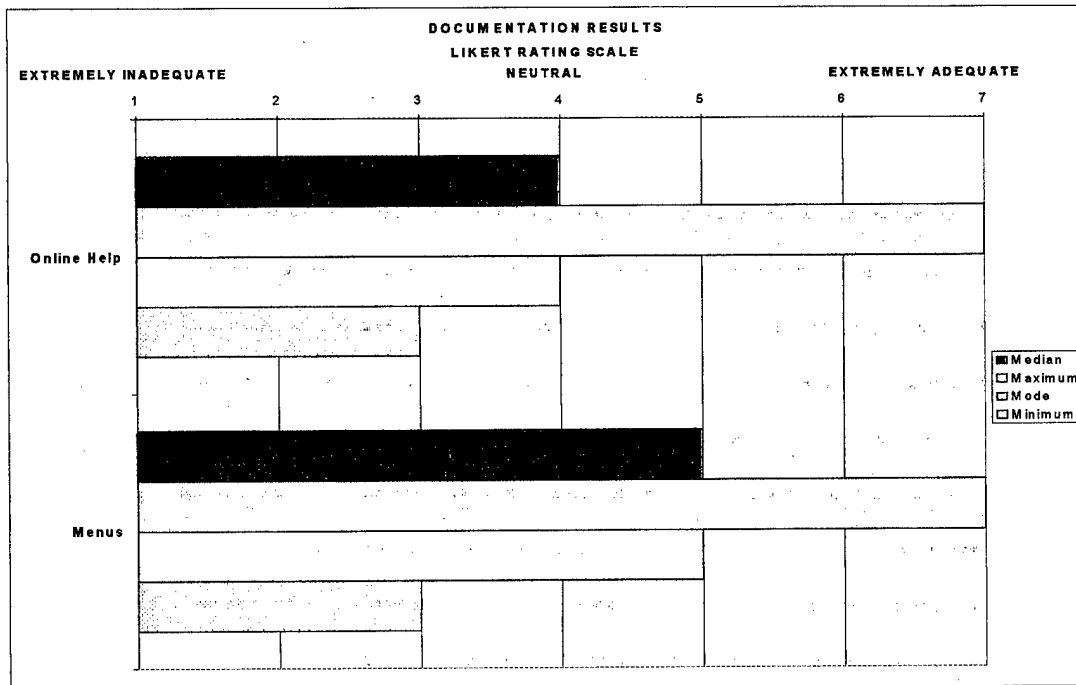 DOCUMENTATION RESULTS
LIKERT RATING SCALE
EXTREMELY INADEQUATE NEUTRAL EXTREMELY ADEQUATE
1 2 3 4 5 6 7
Online Help
Median
Maximum
Mode
Minimum
Menus